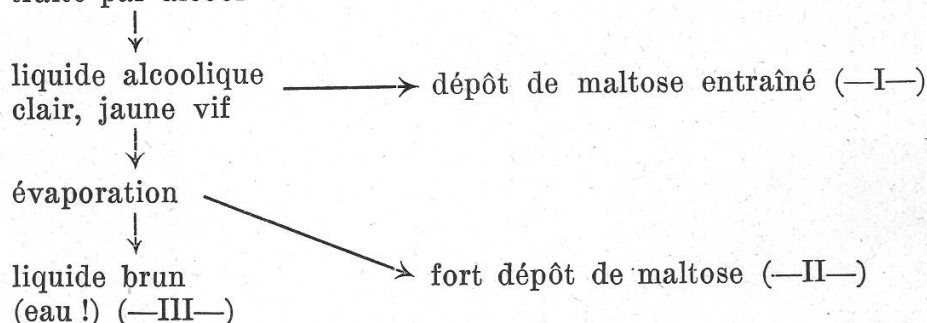 liquide alcoolique
clair, jaune vif
dépôt de maltose entraîné (—I—)
évaporation
fort dépôt de maltose (—II—)
liquide brun
(eau !) (—III—)